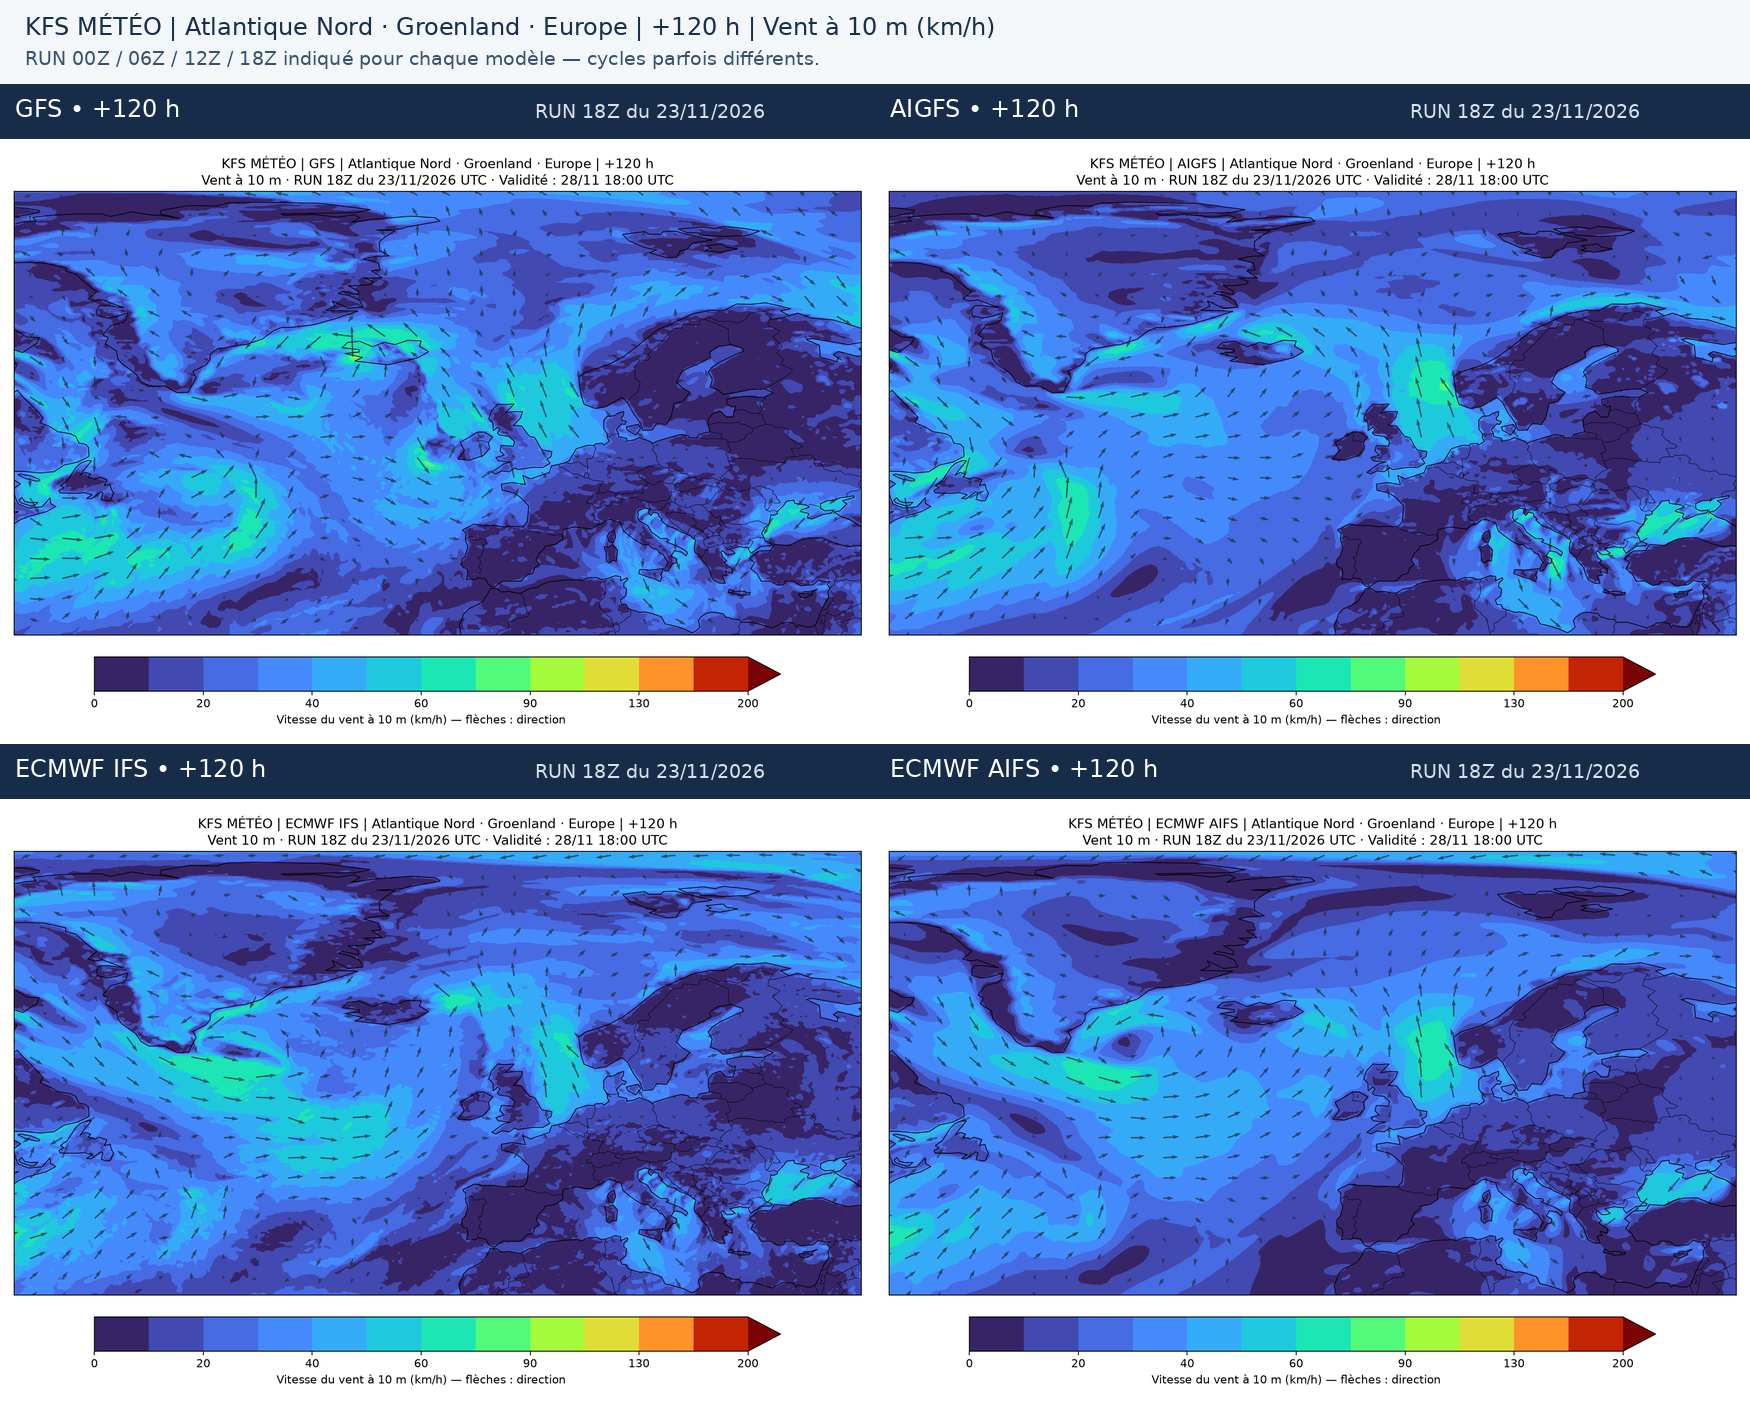 KFS MÉTÉO | Atlantique Nord · Groenland · Europe | +120 h | Vent à 10 m (km/h)
RUN 00Z / 06Z / 12Z / 18Z indiqué pour chaque modèle — cycles parfois différents.
GFS • +120 h
RUN 18Z du 23/11/2026
KFS MÉTÉO | GFS | Atlantique Nord · Groenland · Europe | +120 h
Vent à 10 m · RUN 18Z du 23/11/2026 UTC · Validité : 28/11 18:00 UTC
0 20 40 60 90 130 200
Vitesse du vent à 10 m (km/h) — flèches : direction
AIGFS • +120 h
RUN 18Z du 23/11/2026
KFS MÉTÉO | AIGFS | Atlantique Nord · Groenland · Europe | +120 h
Vent à 10 m · RUN 18Z du 23/11/2026 UTC · Validité : 28/11 18:00 UTC
0 20 40 60 90 130 200
Vitesse du vent à 10 m (km/h) — flèches : direction
ECMWF IFS • +120 h
RUN 18Z du 23/11/2026
KFS MÉTÉO | ECMWF IFS | Atlantique Nord · Groenland · Europe | +120 h
Vent 10 m · RUN 18Z du 23/11/2026 UTC · Validité : 28/11 18:00 UTC
0 20 40 60 90 130 200
Vitesse du vent à 10 m (km/h) — flèches : direction
ECMWF AIFS • +120 h
RUN 18Z du 23/11/2026
KFS MÉTÉO | ECMWF AIFS | Atlantique Nord · Groenland · Europe | +120 h
Vent 10 m · RUN 18Z du 23/11/2026 UTC · Validité : 28/11 18:00 UTC
0 20 40 60 90 130 200
Vitesse du vent à 10 m (km/h) — flèches : direction